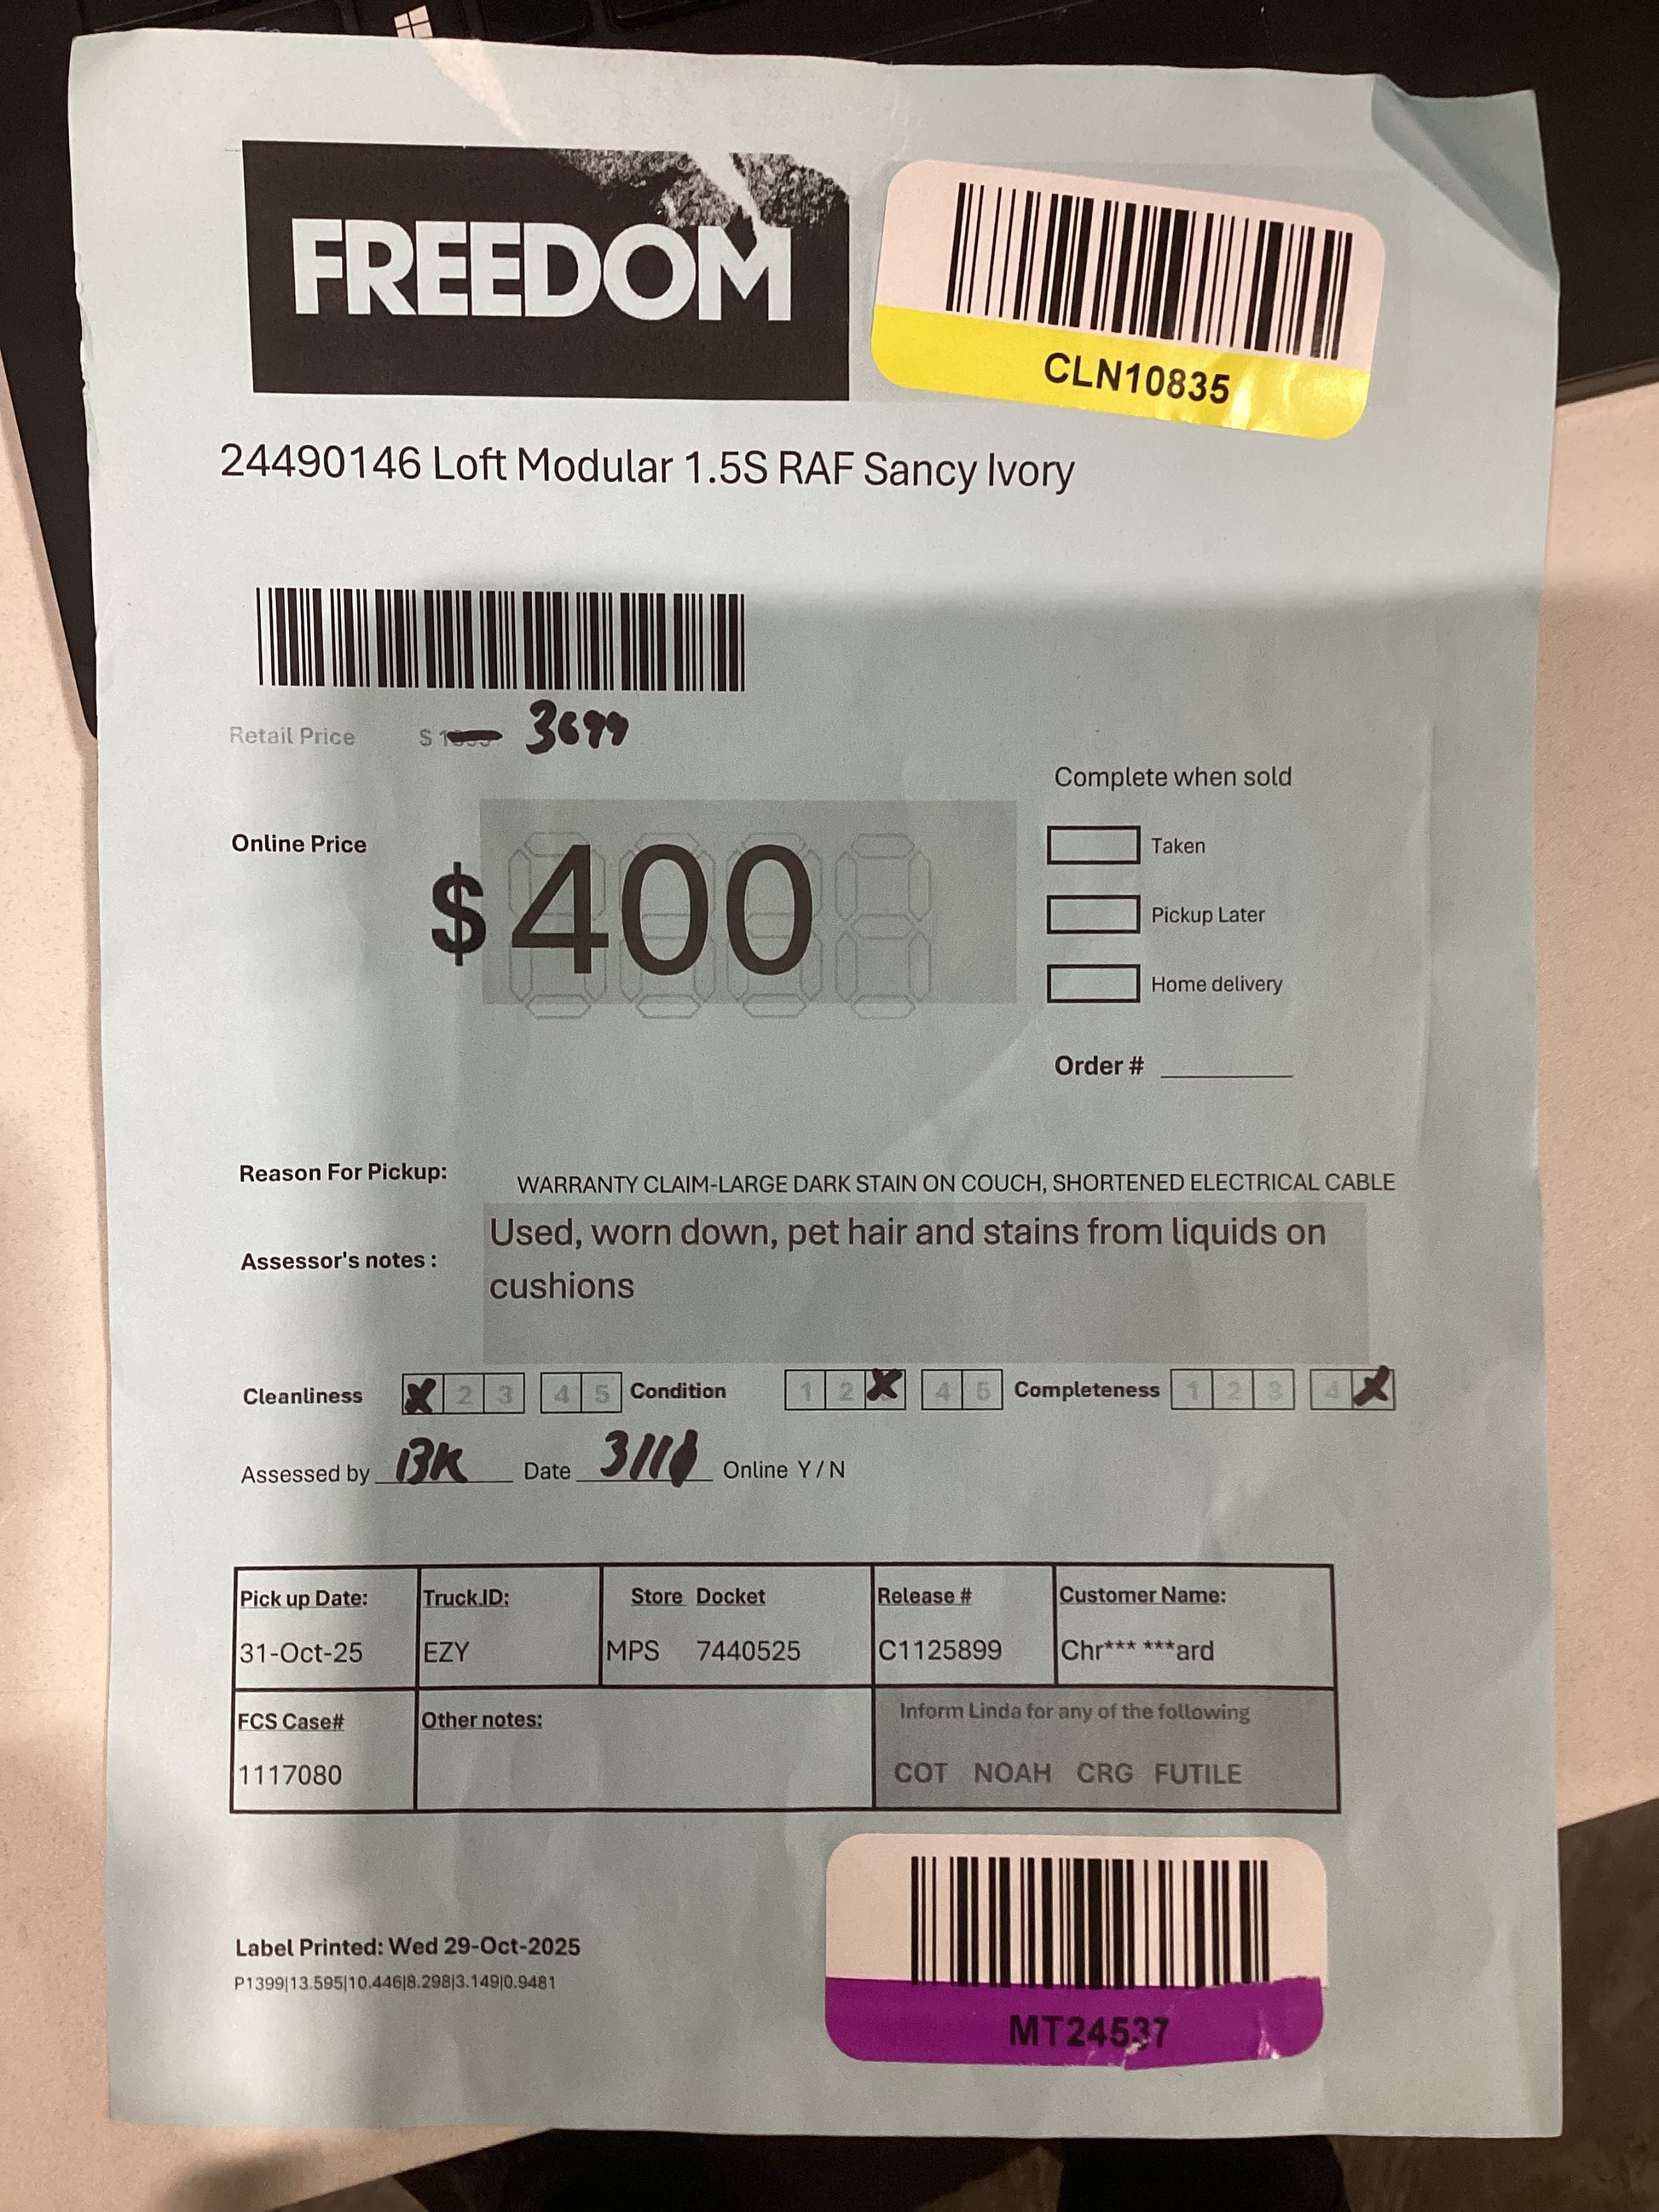 FREEDOM
CLN10835
24490146 Loft Modular 1.5S RAF Sancy Ivory
Retail Price $ 3699
Complete when sold
Online Price $ 400
Taken
Pickup Later
Home delivery
Order #
Reason For Pickup: WARRANTY CLAIM-LARGE DARK STAIN ON COUCH, SHORTENED ELECTRICAL CABLE
Assessor's notes : Used, worn down, pet hair and stains from liquids on
cushions
Cleanliness 2 3 4 5 Condition 1 2 4 5 Completeness 1 2 3 4
Assessed by BK Date Online Y / N
Pick up Date: Truck ID: Store Docket Release # Customer Name:
31-Oct-25 EZY MPS 7440525 C1125899 Chr*** ***ard
FCS Case# Other notes: Inform Linda for any of the following
1117080 COT NOAH CRG FUTILE
Label Printed: Wed 29-Oct-2025
P1399|13.595|10.446|8.298|3.149|0.9481
MT24537